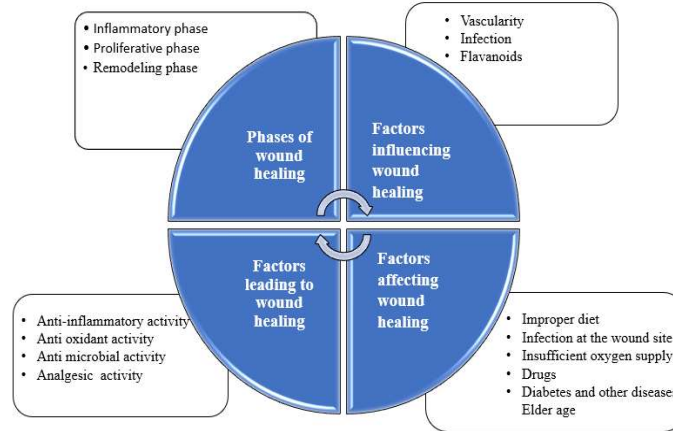 • Inflammatory phase
• Proliferative phase
• Remodeling phase
• Vascularity
• Infection
• Flavanoids
Phases of
wound
healing
Factors
influencing
wound
healing
Factors
leading to
wound
healing
Factors
affecting
wound
healing
• Anti-inflammatory activity
• Anti oxidant activity
• Anti microbial activity
• Analgesic activity
• Improper diet
• Infection at the wound site
• Insufficient oxygen supply
• Drugs
• Diabetes and other diseases
Elder age